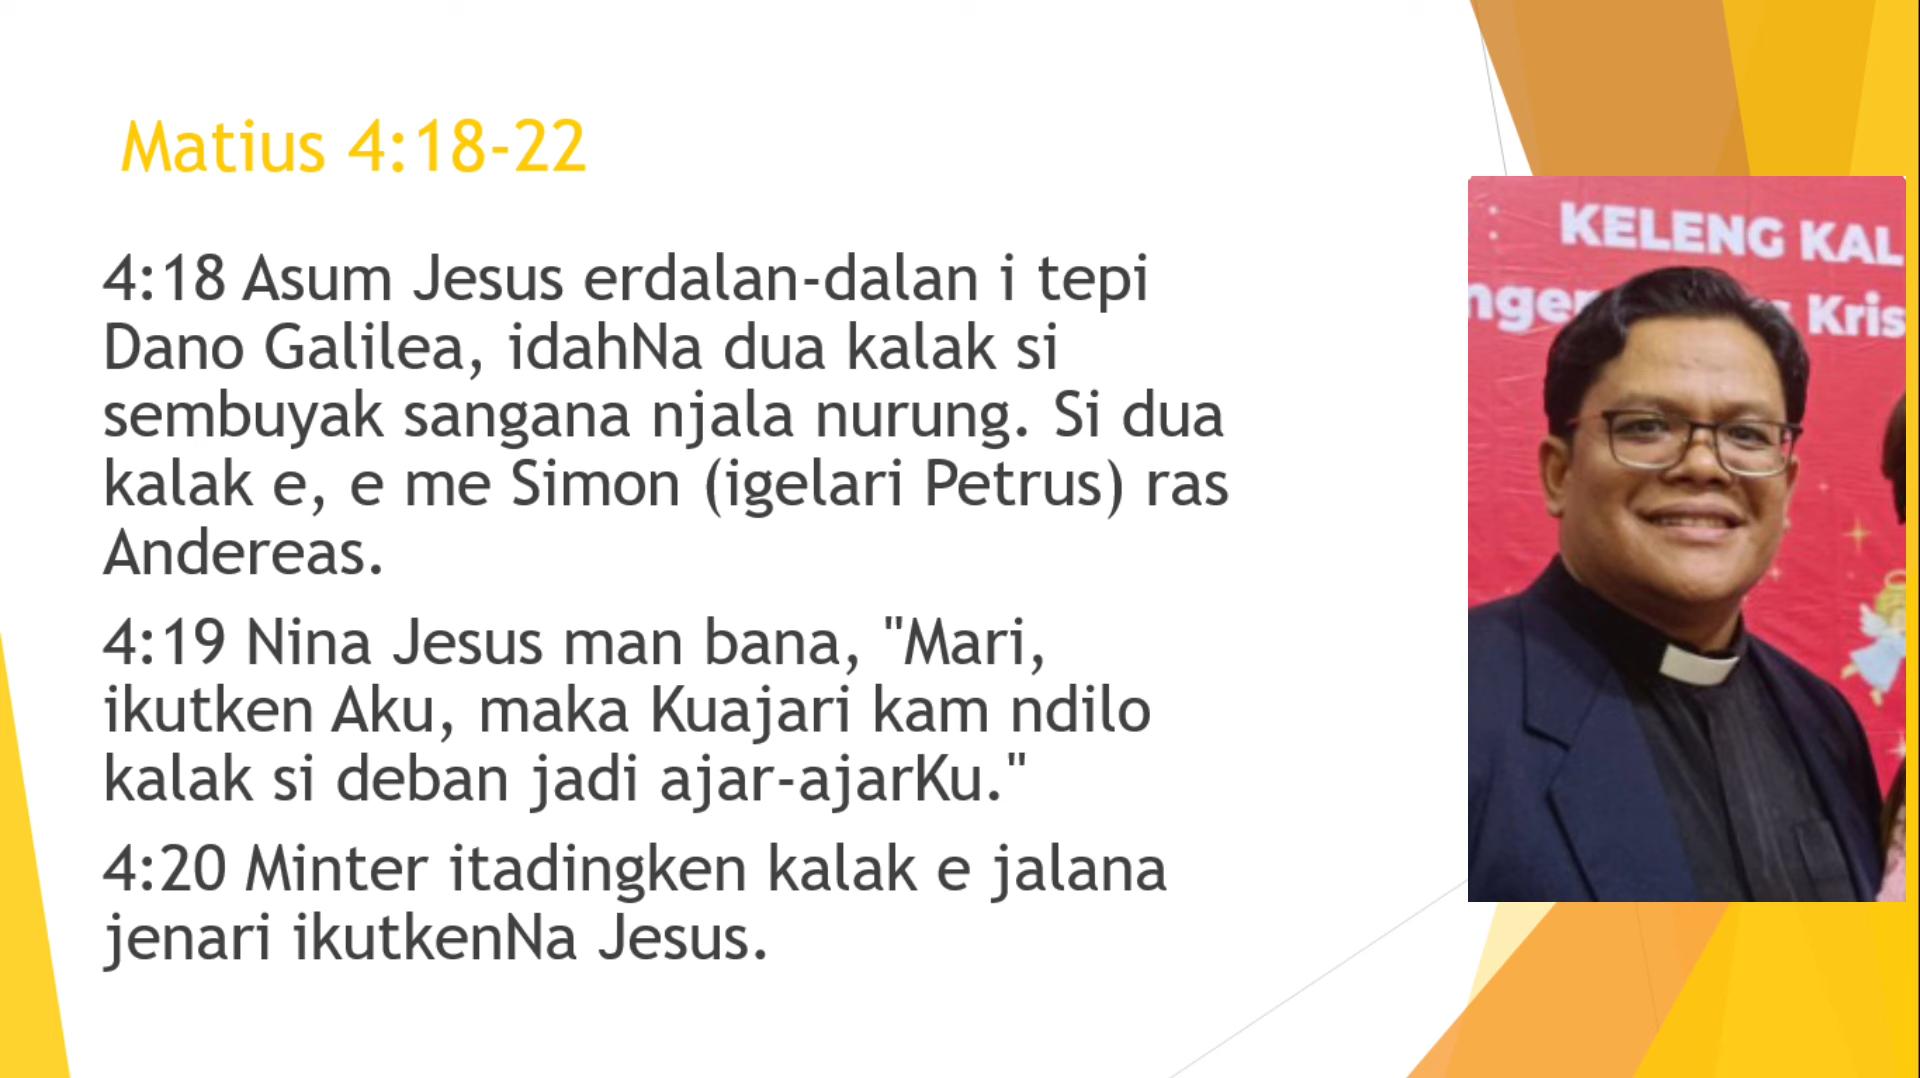 Matius 4:18-22
4:18 Asum Jesus erdalan-dalan i tepi
Dano Galilea, idahNa dua kalak si
sembuyak sangana njala nurung. Si dua
kalak e, e me Simon (igelari Petrus) ras
Andereas.
4:19 Nina Jesus man bana, "Mari,
ikutken Aku, maka Kuajari kam ndilo
kalak si deban jadi ajar-ajarKu."
4:20 Minter itadingken kalak e jalana
jenari ikutkenNa Jesus.
KELENG KAL
Kris